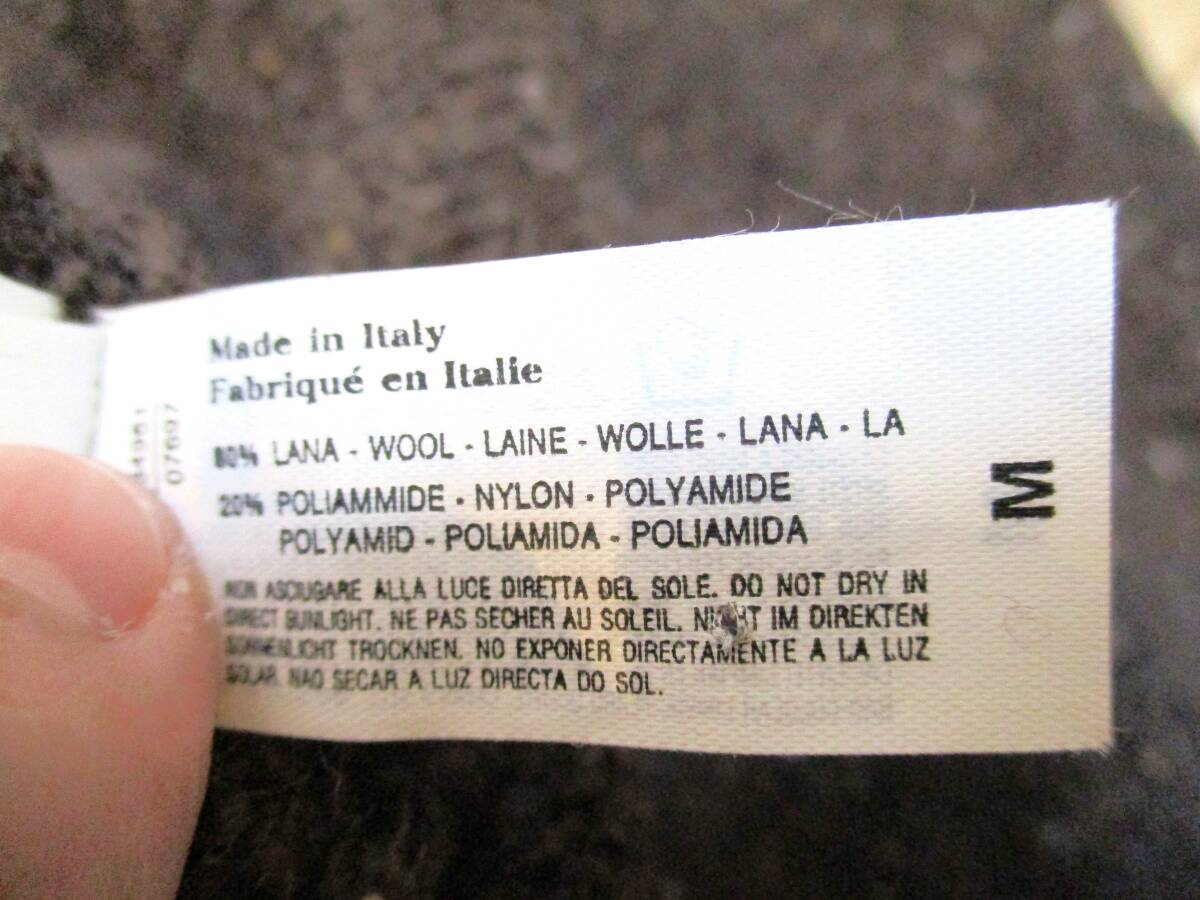 Made in Italy
Fabriqué en Italie
80% LANA - WOOL - LAINE - WOLLE - LANA - LA
20% POLIAMMIDE - NYLON - POLYAMIDE
POLYAMID - POLIAMIDA - POLIAMIDA
NON ASCIUGARE ALLA LUCE DIRETTA DEL SOLE. DO NOT DRY IN
DIRECT SUNLIGHT. NE PAS SECHER AU SOLEIL. NICHT IM DIREKTEN
SONNENLICHT TROCKNEN. NO EXPONER DIRECTAMENTE A LA LUZ
SOLAR. NAO SECAR A LUZ DIRECTA DO SOL.
M
07697